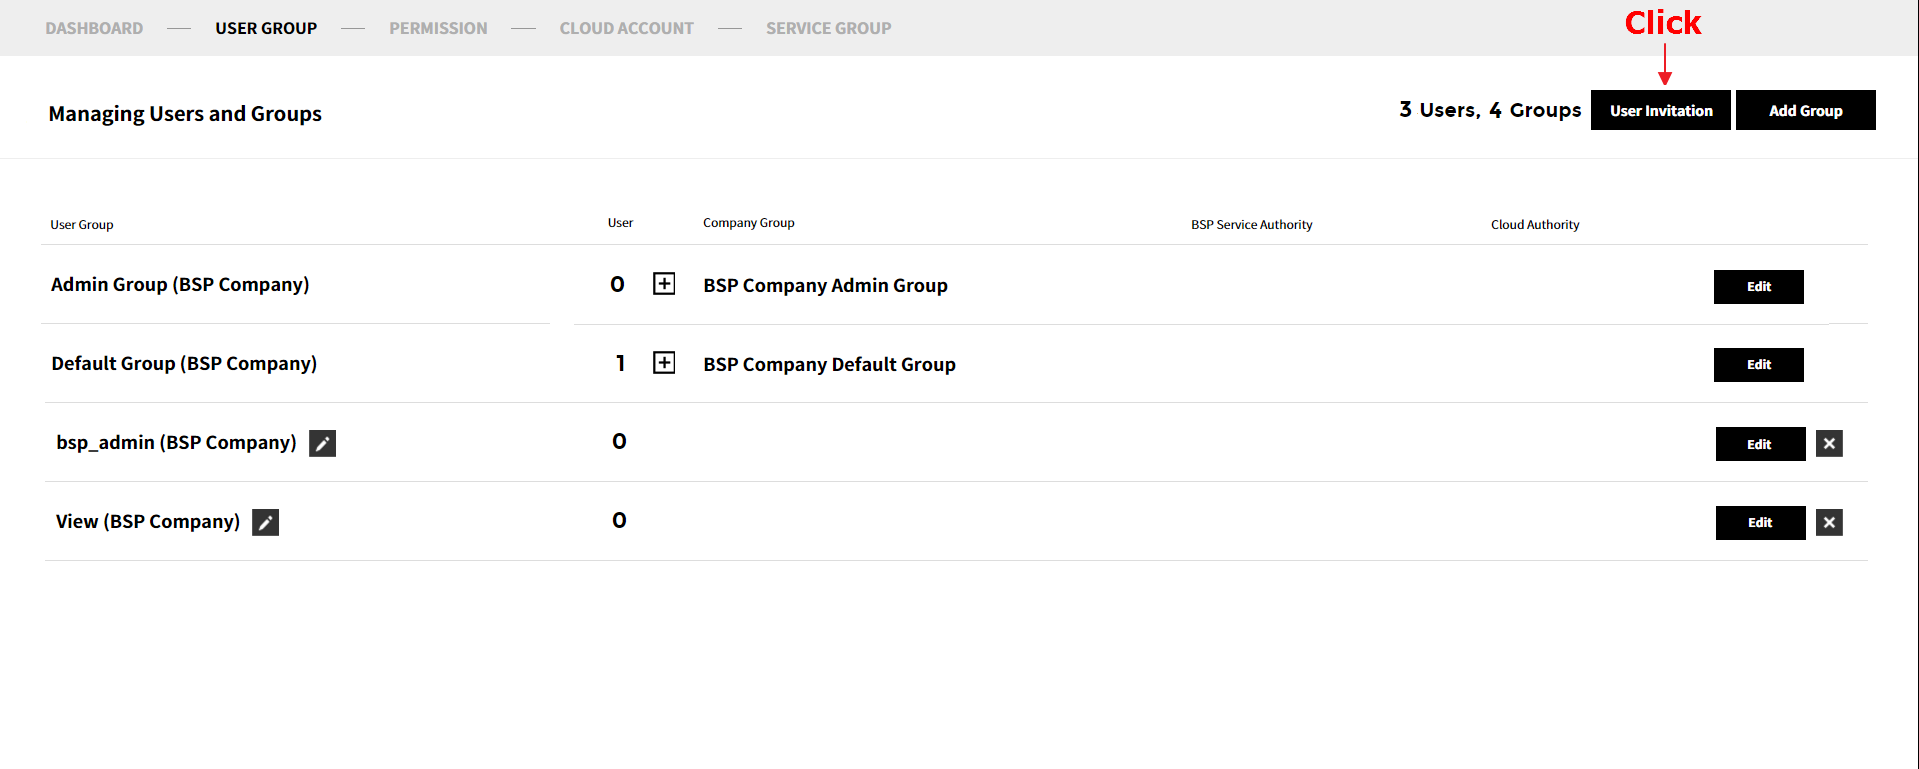 DASHBOARD — USER GROUP — PERMISSION — CLOUD ACCOUNT — SERVICE GROUP
Click
Managing Users and Groups
3 Users, 4 Groups User Invitation Add Group
User Group User Company Group BSP Service Authority Cloud Authority
Admin Group (BSP Company) 0 BSP Company Admin Group Edit
Default Group (BSP Company) 1 BSP Company Default Group Edit
bsp_admin (BSP Company) 0 Edit
View (BSP Company) 0 Edit